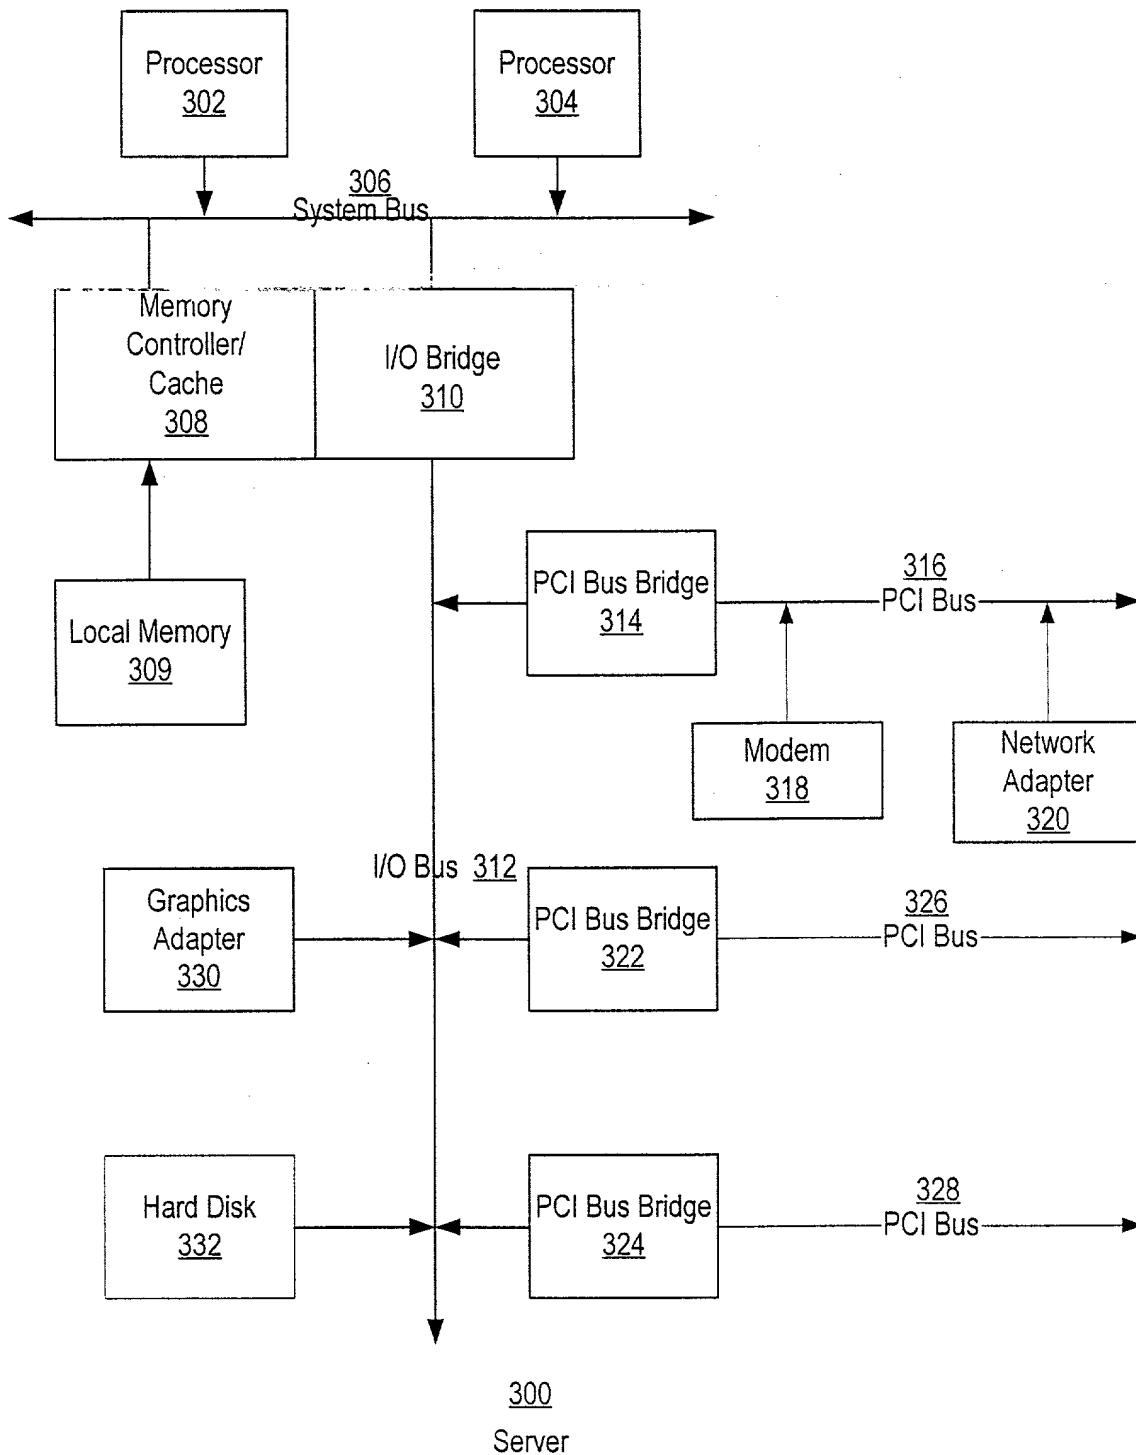 Processor
302
Processor
304
306
System Bus
Memory
Controller/
Cache
308
I/O Bridge
310
Local Memory
309
PCI Bus Bridge
314
316
PCI Bus
Modem
318
Network
Adapter
320
I/O Bus 312
Graphics
Adapter
330
PCI Bus Bridge
322
326
PCI Bus
Hard Disk
332
PCI Bus Bridge
324
328
PCI Bus
300
Server